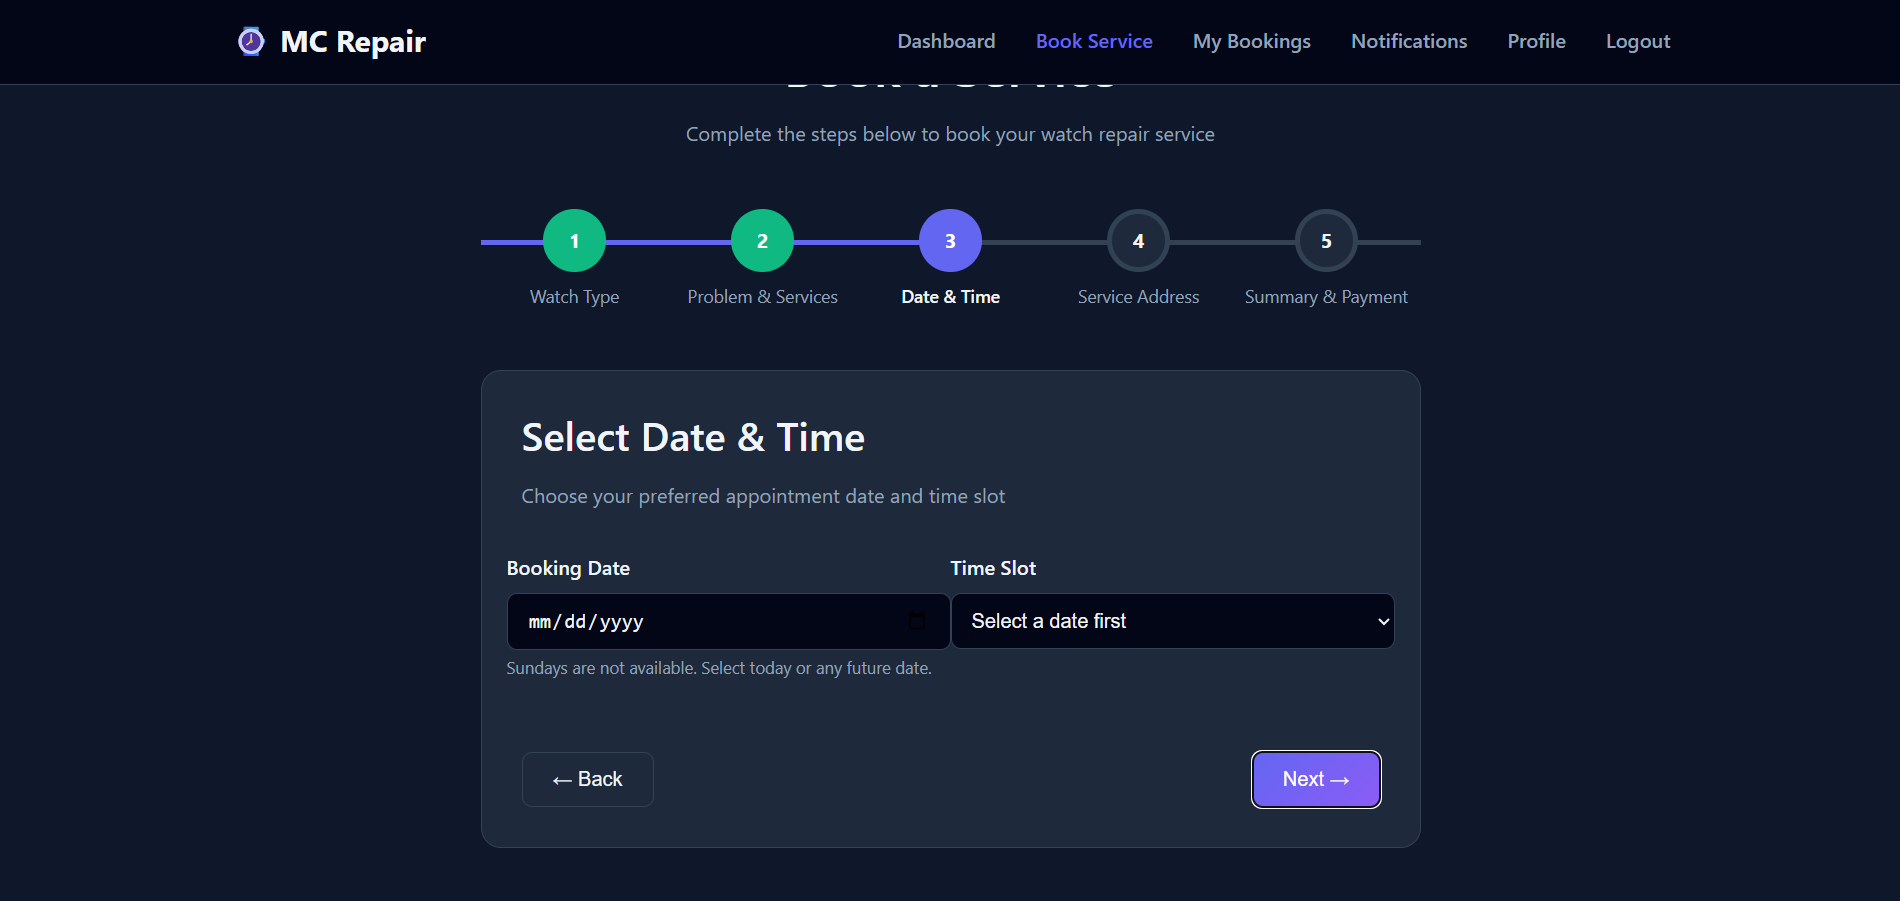 MC Repair
Dashboard Book Service My Bookings Notifications Profile Logout
Complete the steps below to book your watch repair service
1 2 3 4 5
Watch Type Problem & Services Date & Time Service Address Summary & Payment
Select Date & Time
Choose your preferred appointment date and time slot
Booking Date Time Slot
mm/dd/yyyy Select a date first
Sundays are not available. Select today or any future date.
← Back Next →